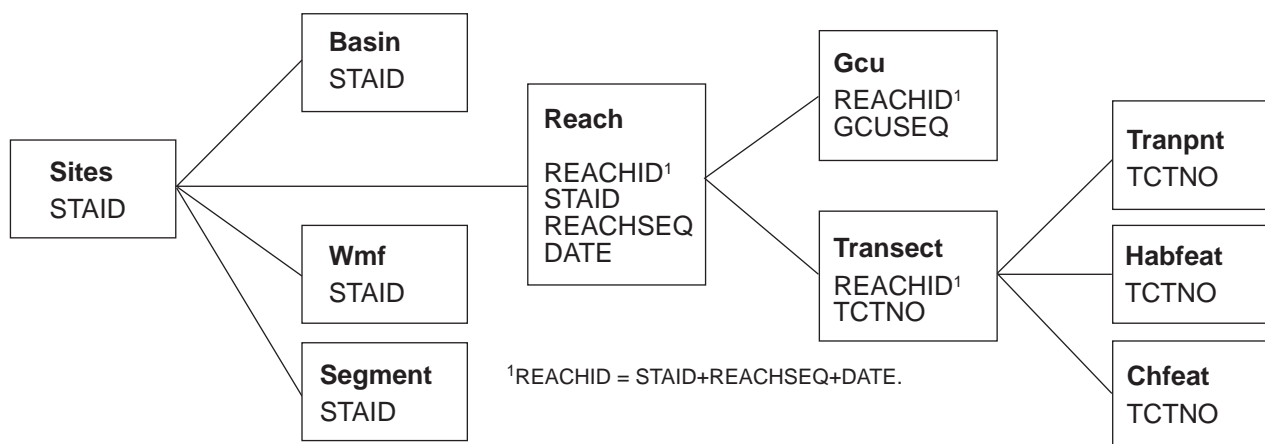 Sites
STAID
Basin
STAID
Wmf
STAID
Segment
STAID
Reach
REACHID¹
STAID
REACHSEQ
DATE
Gcu
REACHID¹
GCUSEQ
Transect
REACHID¹
TCTNO
Tranpnt
TCTNO
Habfeat
TCTNO
Chfeat
TCTNO
¹REACHID = STAID+REACHSEQ+DATE.